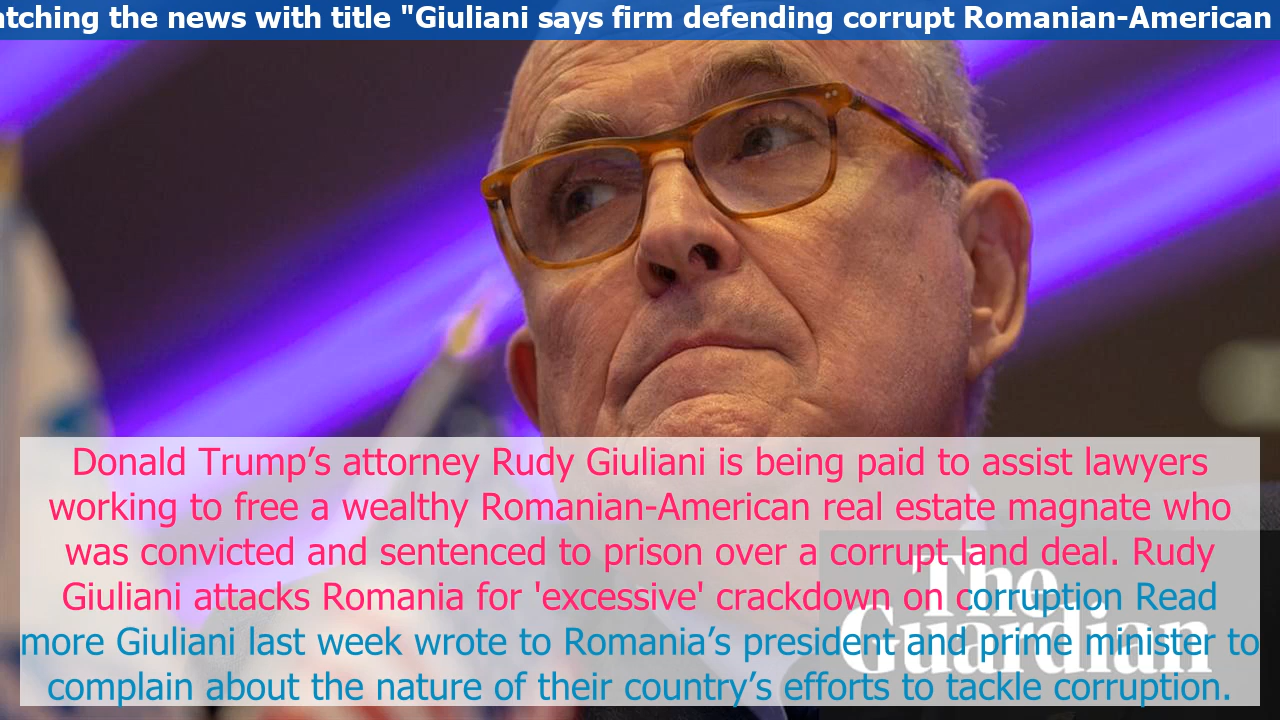 tching the news with title "Giuliani says firm defending corrupt Romanian-American
Donald Trump’s attorney Rudy Giuliani is being paid to assist lawyers
working to free a wealthy Romanian-American real estate magnate who
was convicted and sentenced to prison over a corrupt land deal. Rudy
Giuliani attacks Romania for 'excessive' crackdown on corruption Read
more Giuliani last week wrote to Romania’s president and prime minister to
complain about the nature of their country’s efforts to tackle corruption.
The
Guardian